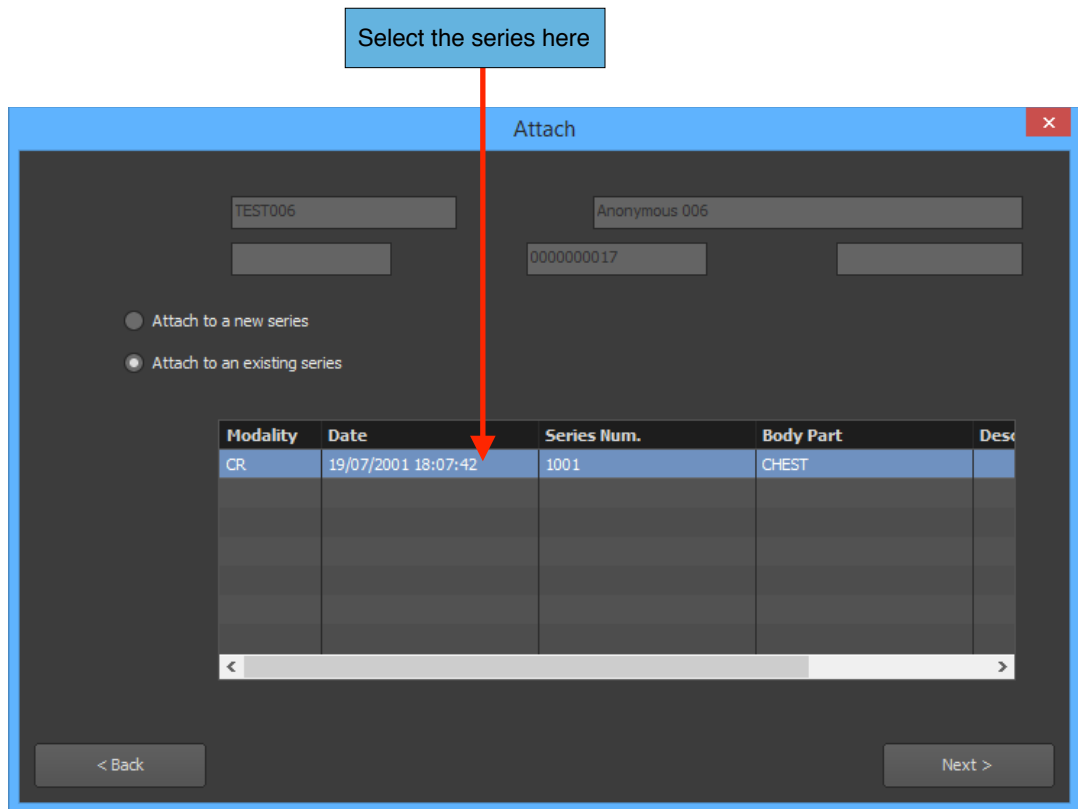 Select the series here
Attach
TEST006
Anonymous 006
0000000017
Attach to a new series
Attach to an existing series
Modality Date Series Num. Body Part Desc
CR 19/07/2001 18:07:42 1001 CHEST
< >
< Back Next >